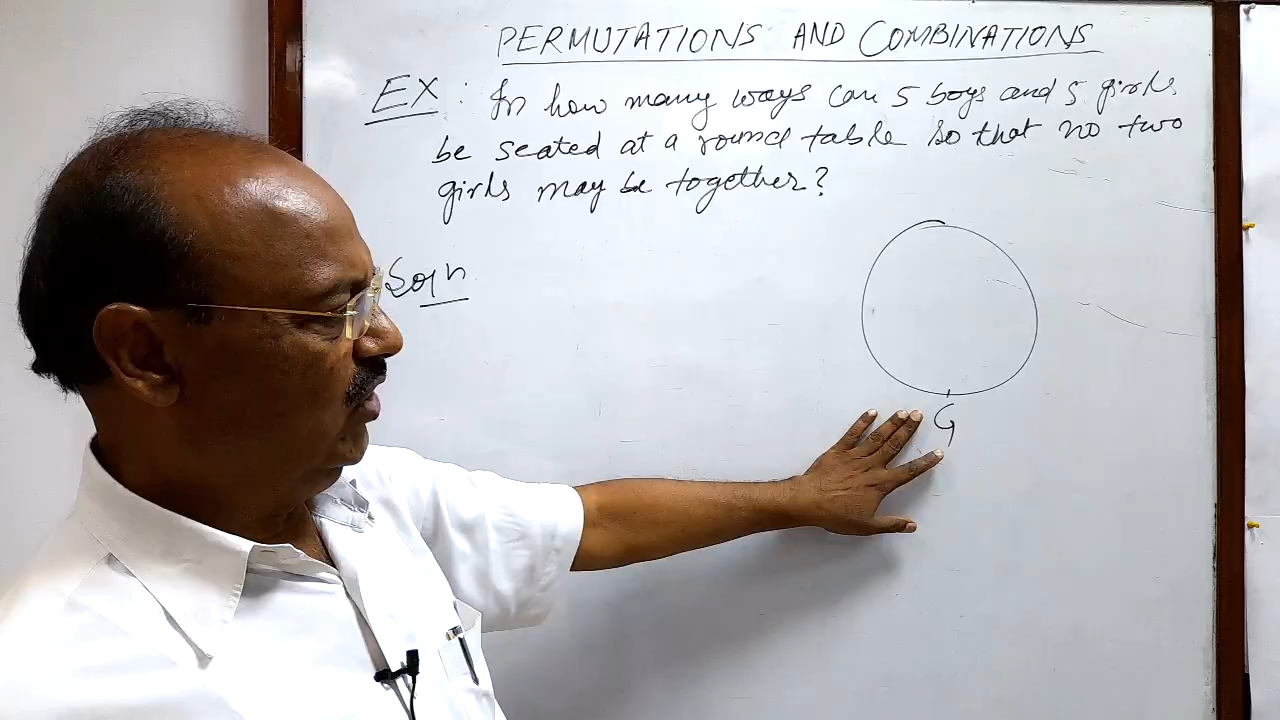 PERMUTATIONS AND COMBINATIONS
EX : In how many ways can 5 boys and 5 girls
be seated at a round table so that no two
girls may be together?
Soln
G